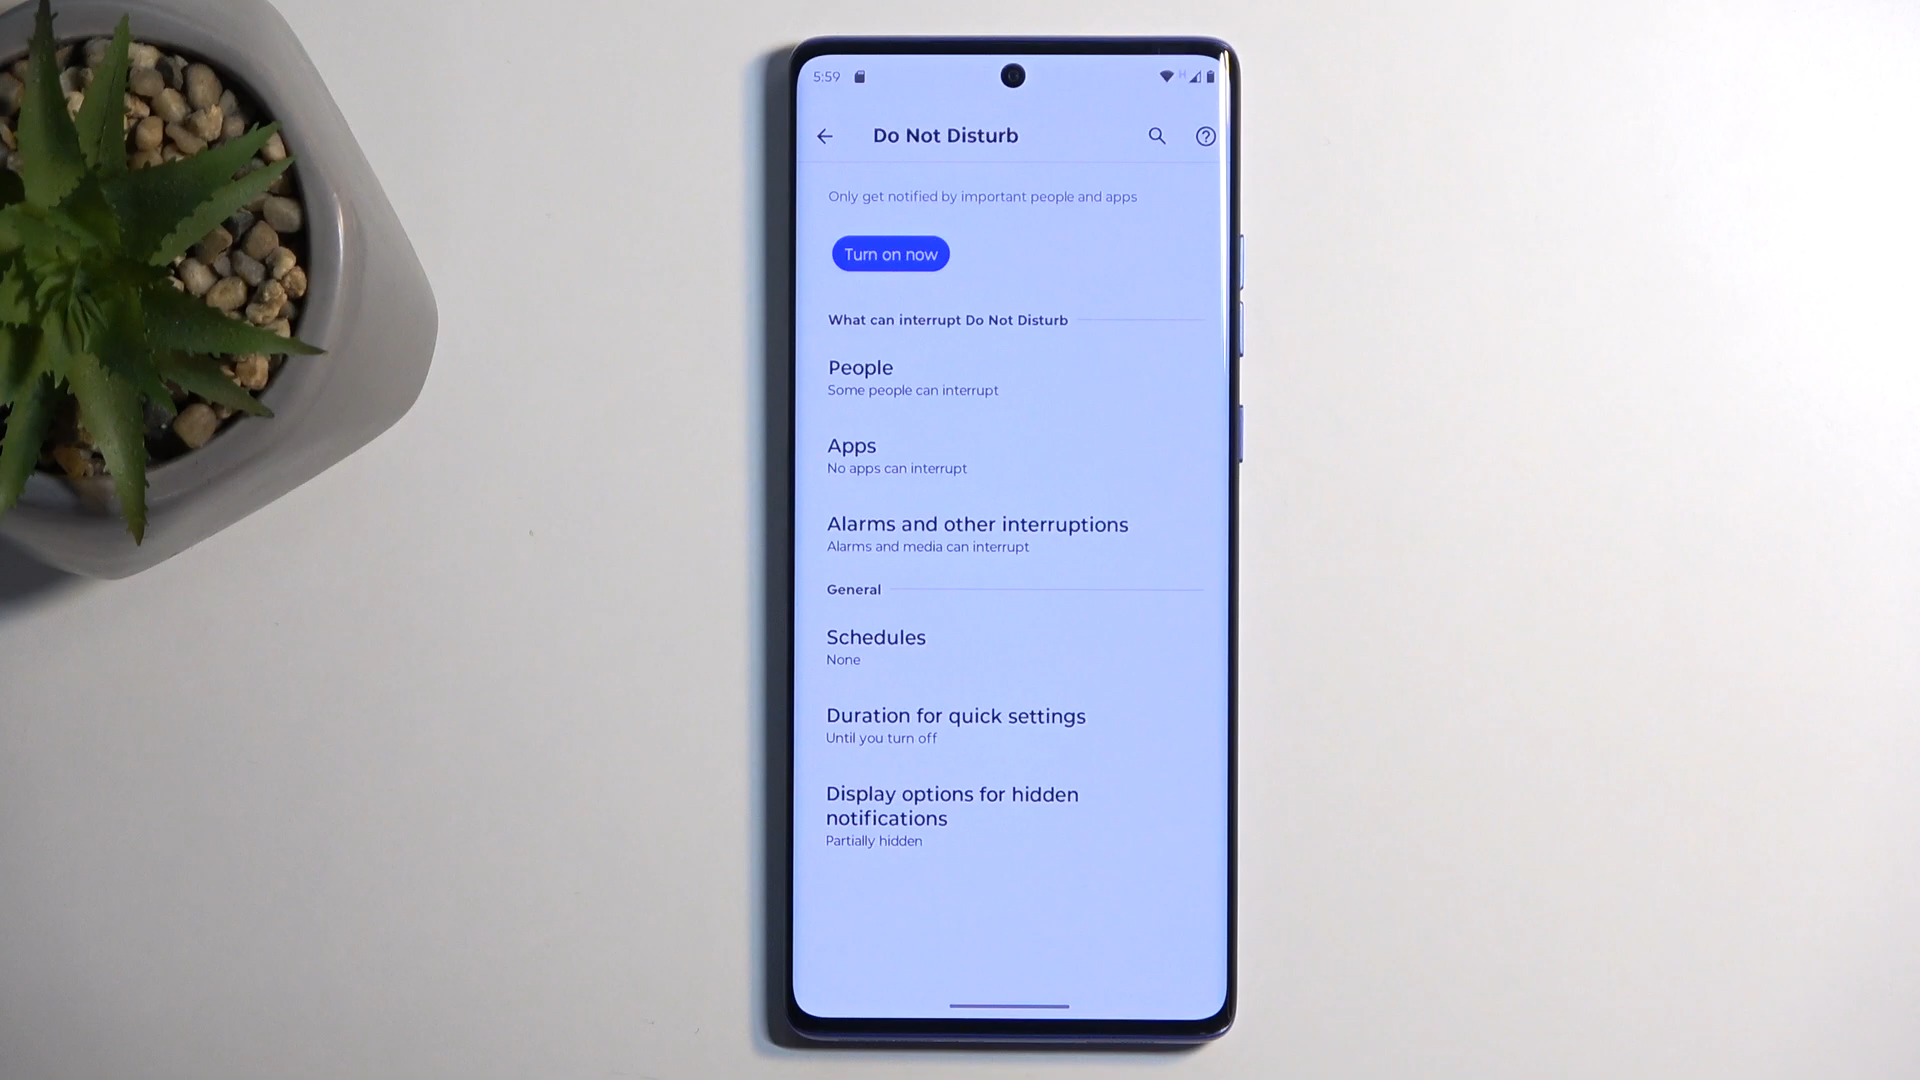 5:59
H
Do Not Disturb
Only get notified by important people and apps
Turn on now
What can interrupt Do Not Disturb
People
Some people can interrupt
Apps
No apps can interrupt
Alarms and other interruptions
Alarms and media can interrupt
General
Schedules
None
Duration for quick settings
Until you turn off
Display options for hidden
notifications
Partially hidden